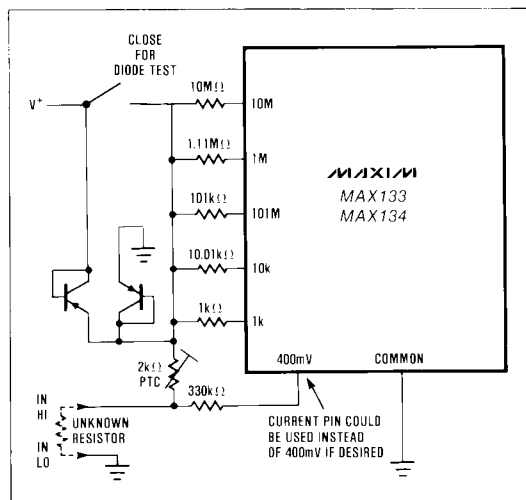 CLOSE
FOR
DIODE TEST
V+
10MΩ
10M
1.11MΩ
1M
101kΩ
101M
10.01kΩ
10k
1kΩ
1k
MAXIM
MAX133
MAX134
400mV
COMMON
2kΩ
PTC
330kΩ
IN
HI
UNKNOWN
RESISTOR
IN
LO
CURRENT PIN COULD
BE USED INSTEAD
OF 400mV IF DESIRED